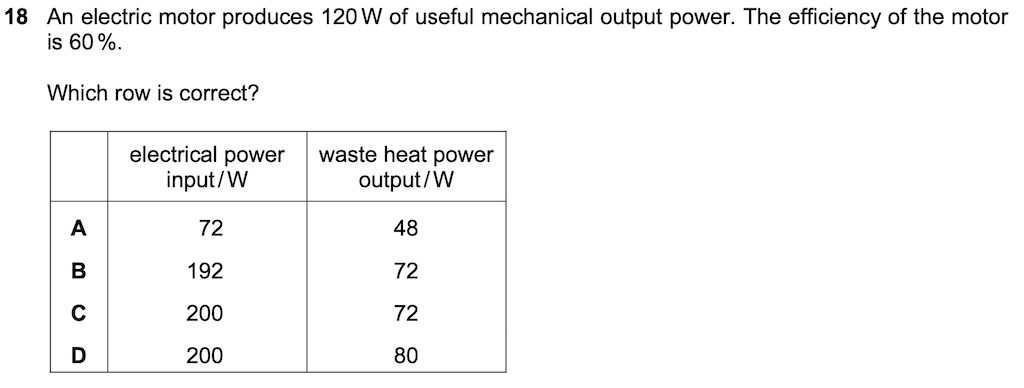 18 An electric motor produces 120 W of useful mechanical output power. The efficiency of the motor
is 60 %.
Which row is correct?
electrical power input / W waste heat power output / W
A 72 48
B 192 72
C 200 72
D 200 80